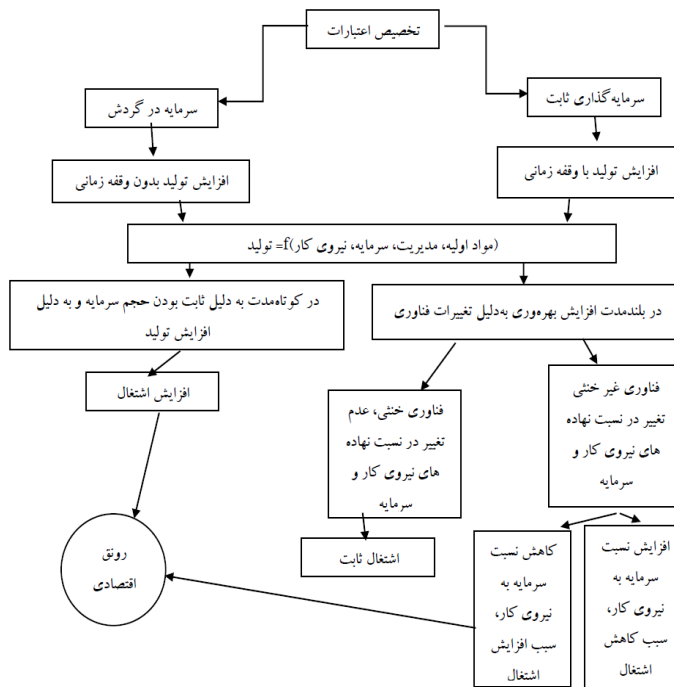 تخصیص اعتبارات
سرمایه‌گذاری ثابت
سرمایه در گردش
افزایش تولید با وقفه زمانی
افزایش تولید بدون وقفه زمانی
(مواد اولیه، مدیریت، سرمایه، نیروی کار)f= تولید
در بلندمدت افزایش بهره‌وری به‌دلیل تغییرات فناوری
در کوتاه‌مدت به دلیل ثابت بودن حجم سرمایه و به دلیل
افزایش تولید
فناوری غیر خنثی
تغییر در نسبت نهاده
های نیروی کار و
سرمایه
فناوری خنثی، عدم
تغییر در نسبت نهاده
های نیروی کار و
سرمایه
افزایش اشتغال
افزایش نسبت
سرمایه به
نیروی کار،
سبب کاهش
اشتغال
کاهش نسبت
سرمایه به
نیروی کار،
سبب افزایش
اشتغال
اشتغال ثابت
رونق
اقتصادی